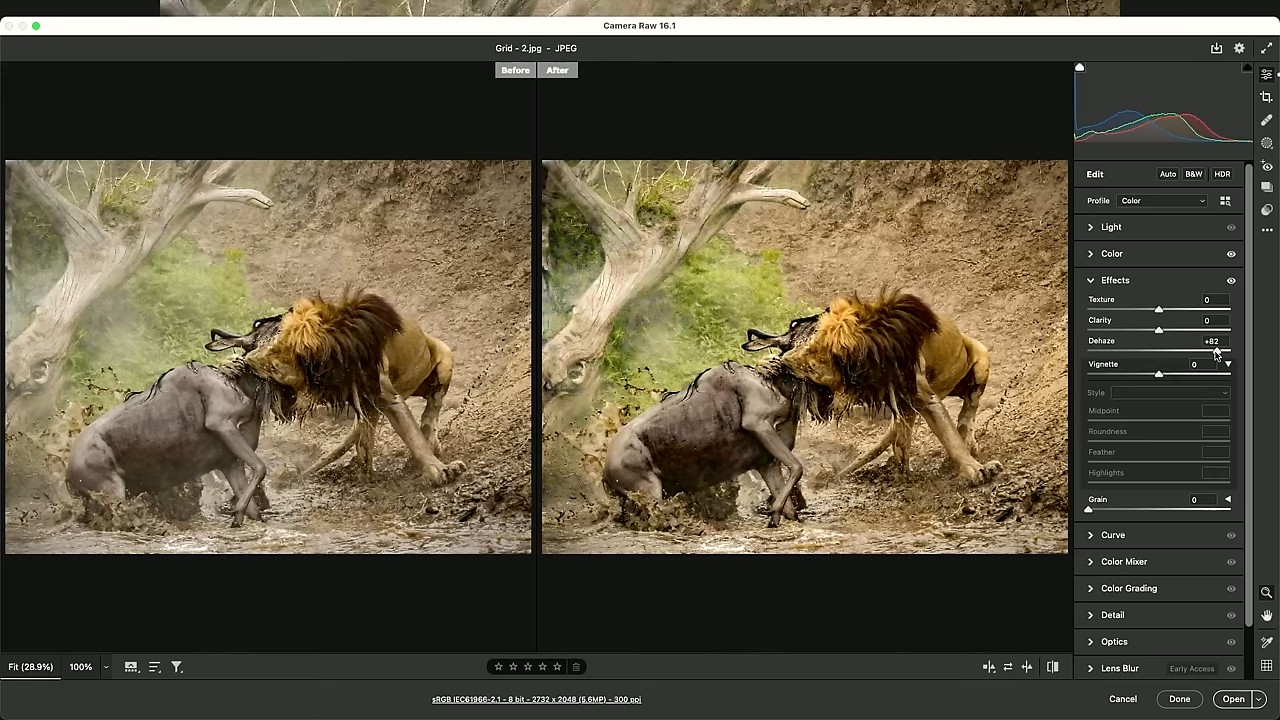 Camera Raw 16.1
Grid - 2.jpg - JPEG
Before After
Edit Auto B&W HDR
Profile Color
Light
Color
Effects
Texture 0
Clarity 0
Dehaze +82
Vignette 0
Style
Midpoint
Roundness
Feather
Highlights
Grain 0
Curve
Color Mixer
Color Grading
Detail
Optics
Lens Blur Early Access
Fit (28.9%) 100%
sRGB IEC61966-2.1 - 8 bit - 2732 x 2048 (5.6MP) - 300 ppi
Cancel Done Open